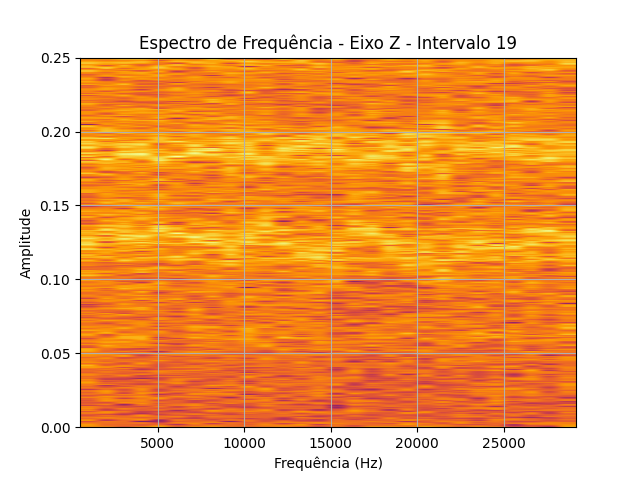 Espectro de Frequência - Eixo Z - Intervalo 19
0.25
0.20
0.15
0.10
0.05
0.00
Amplitude
5000 10000 15000 20000 25000
Frequência (Hz)